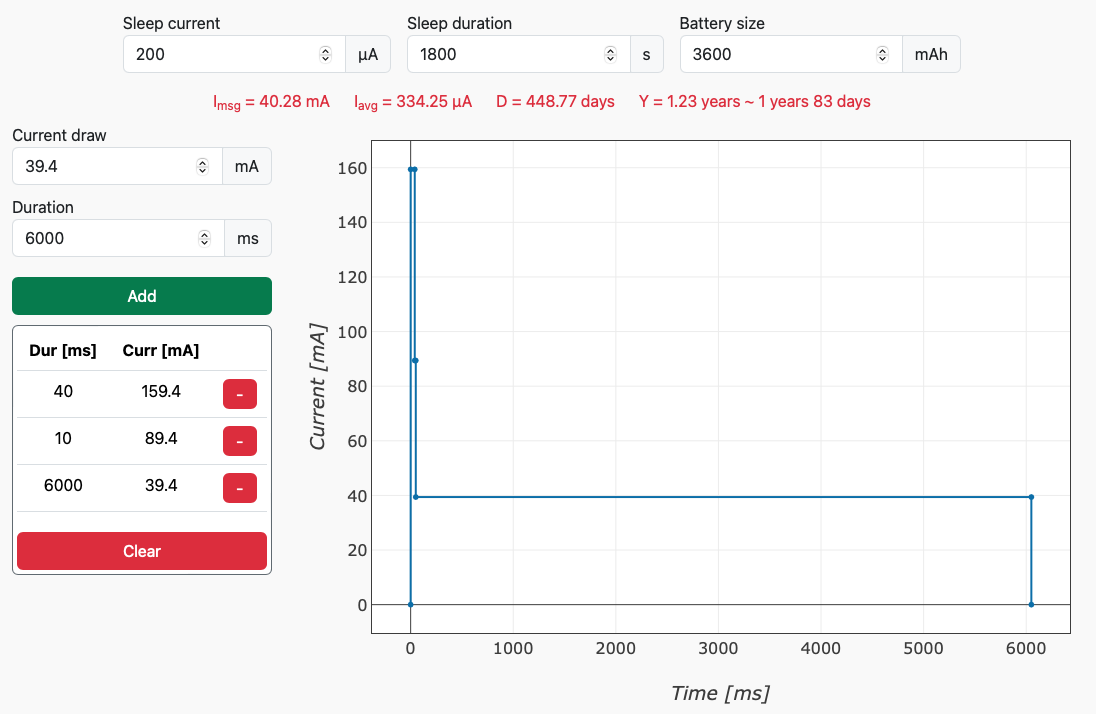 Sleep current Sleep duration Battery size
200 µA 1800 s 3600 mAh
Imsg = 40.28 mA Iavg = 334.25 µA D = 448.77 days Y = 1.23 years ~ 1 years 83 days
Current draw
39.4 mA
Duration
6000 ms
Add
Dur [ms] Curr [mA]
40 159.4 -
10 89.4 -
6000 39.4 -
Clear
Current [mA]
160
140
120
100
80
60
40
20
0
0 1000 2000 3000 4000 5000 6000
Time [ms]